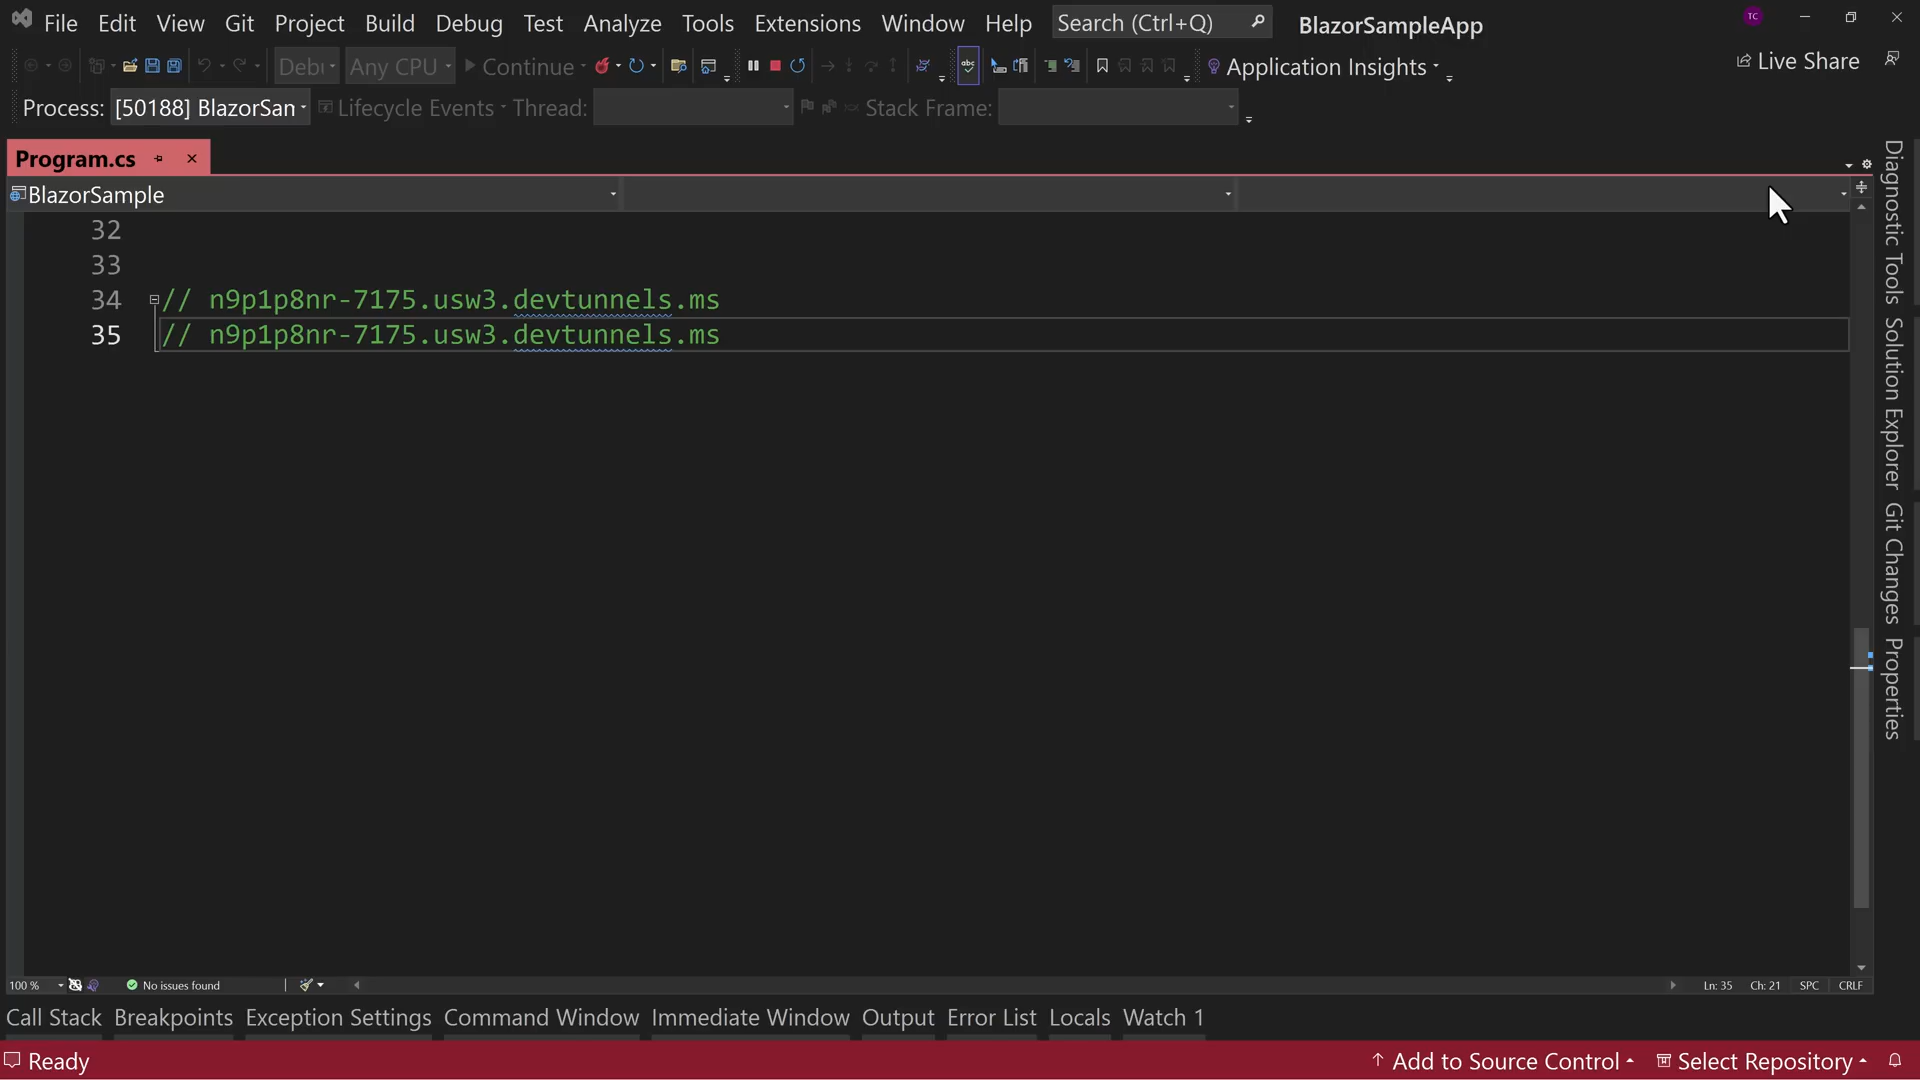 File Edit View Git Project Build Debug Test Analyze Tools Extensions Window Help Search (Ctrl+Q) BlazorSampleApp TC
Debu Any CPU Continue abc Application Insights Live Share
Process: [50188] BlazorSan Lifecycle Events Thread: Stack Frame:
Program.cs
BlazorSample
32
33
34 // n9p1p8nr-7175.usw3.devtunnels.ms
35 // n9p1p8nr-7175.usw3.devtunnels.ms
Diagnostic Tools
Solution Explorer
Git Changes
Properties
100 % No issues found Ln: 35 Ch: 21 SPC CRLF
Call Stack Breakpoints Exception Settings Command Window Immediate Window Output Error List Locals Watch 1
Ready Add to Source Control Select Repository